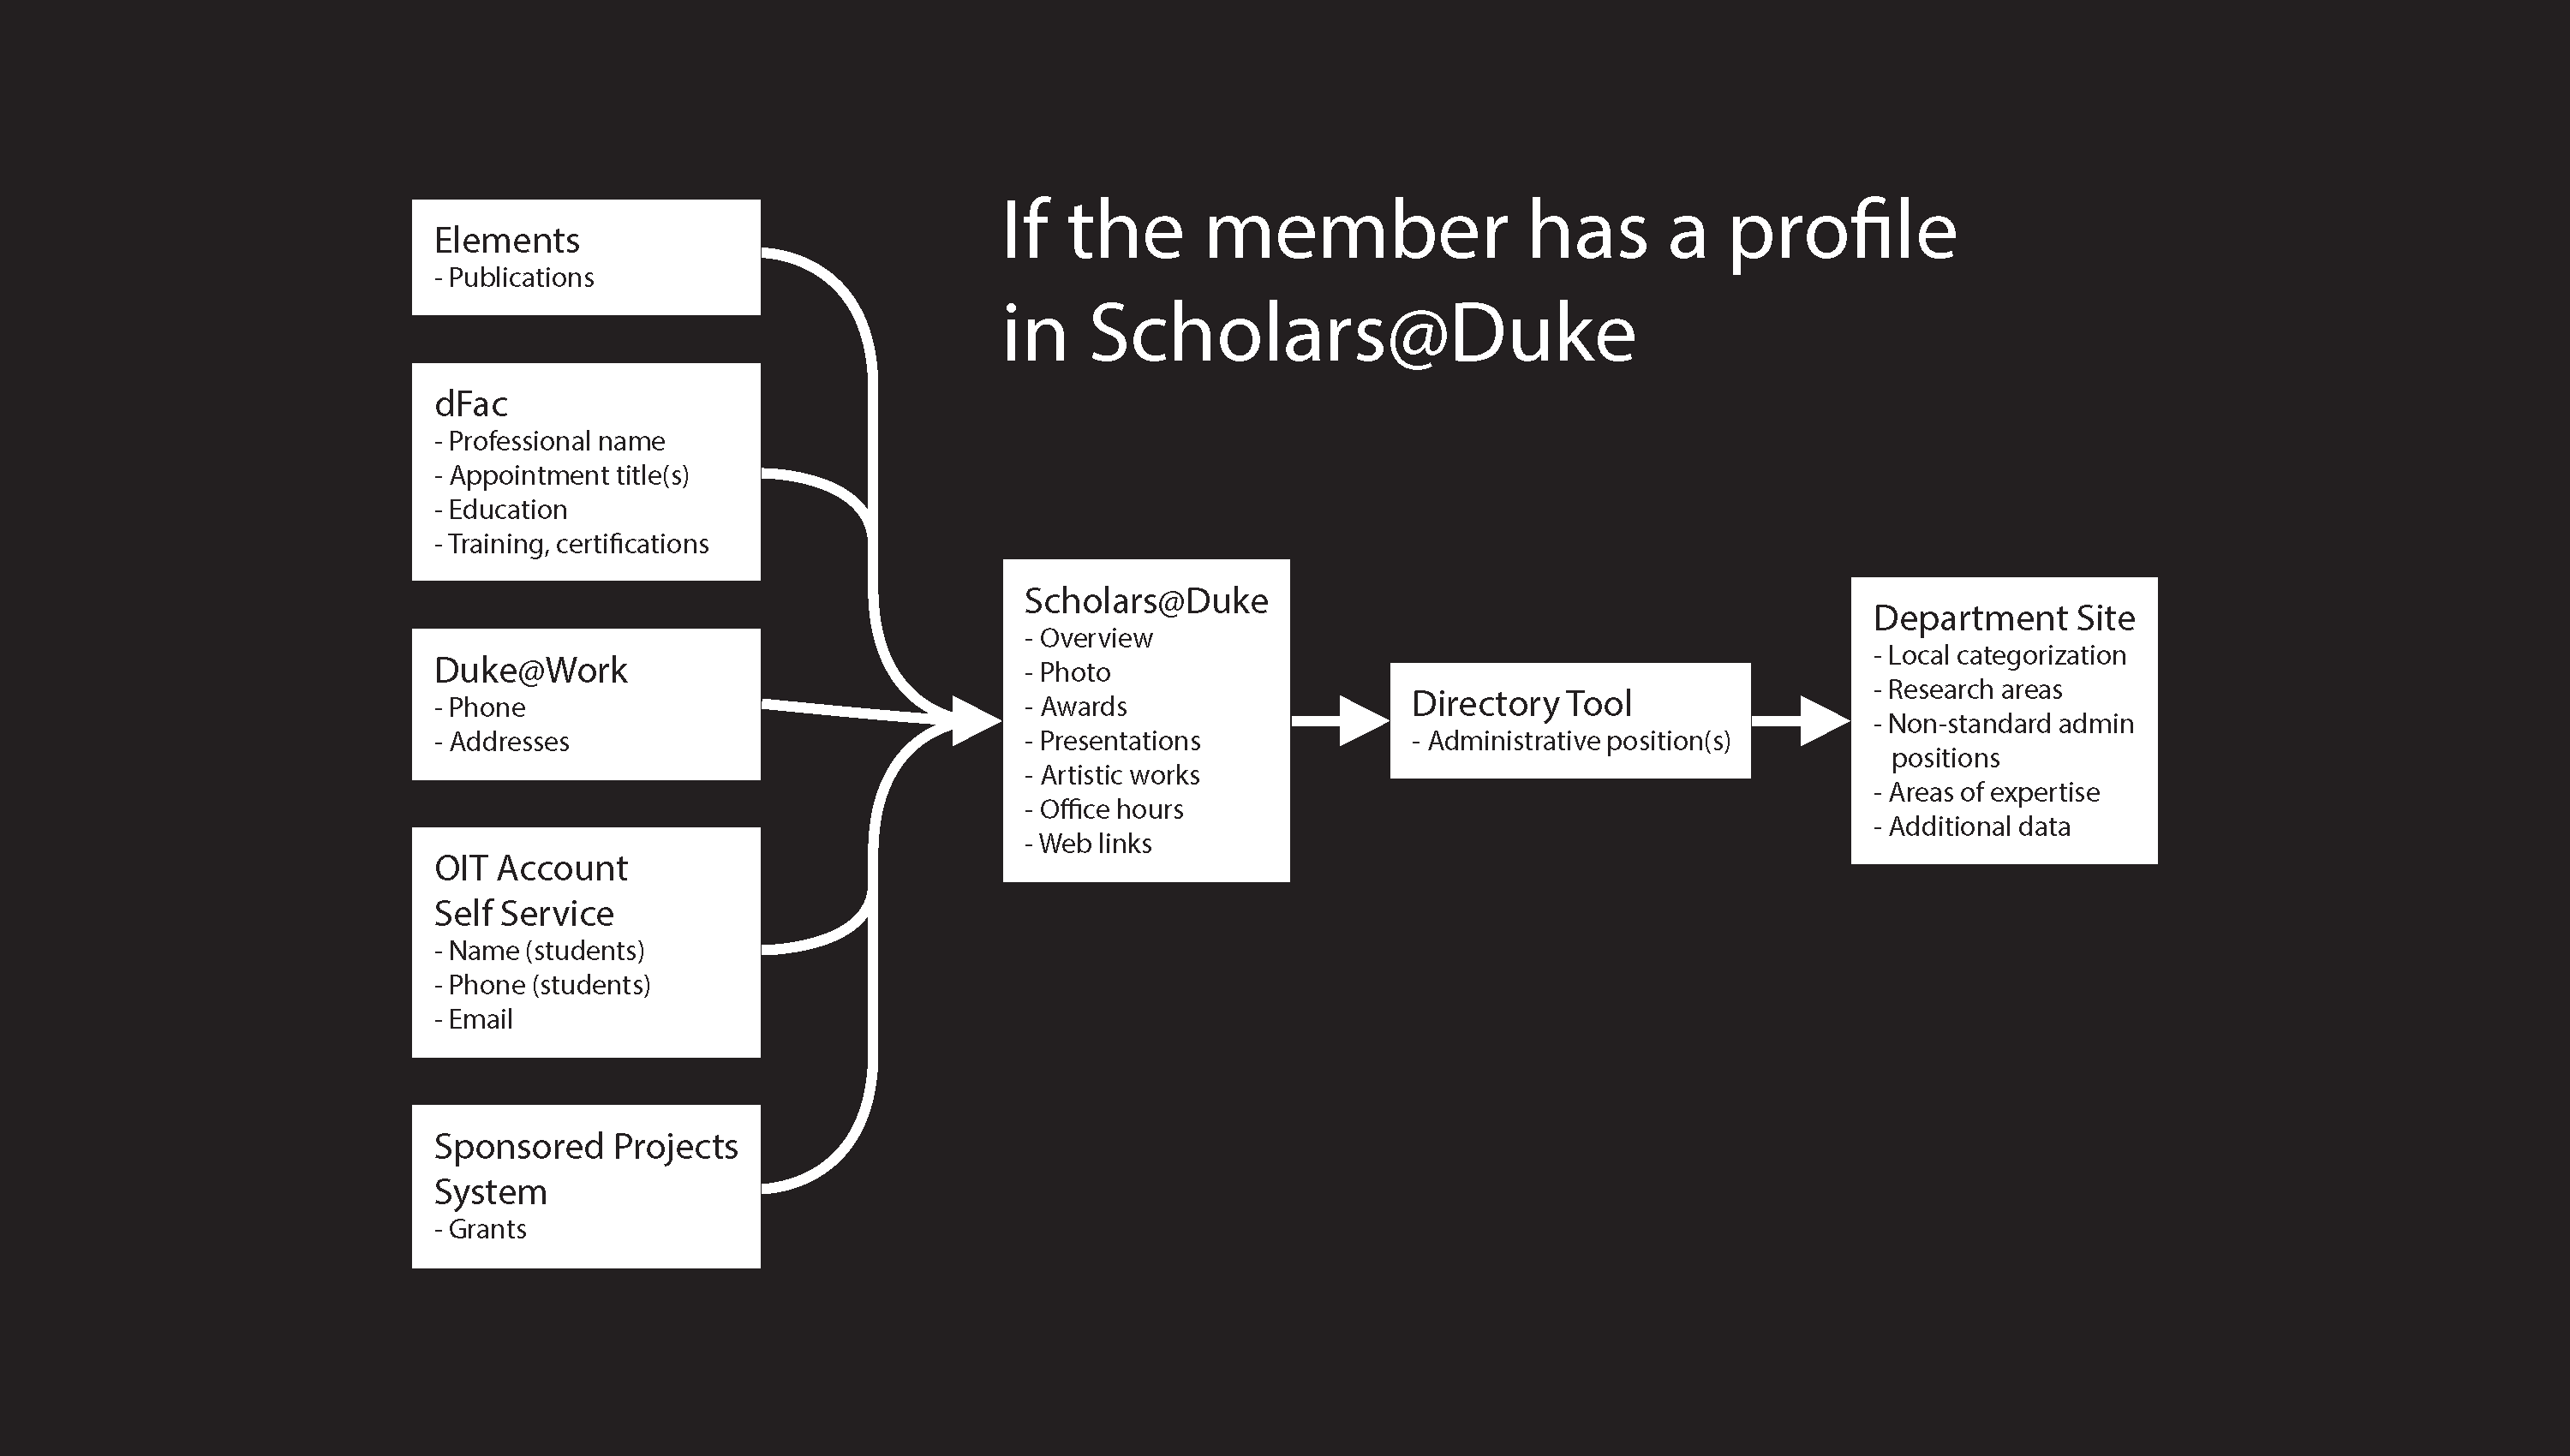 If the member has a profile
in Scholars@Duke
Elements
- Publications
dFac
- Professional name
- Appointment title(s)
- Education
- Training, certifications
Duke@Work
- Phone
- Addresses
OIT Account
Self Service
- Name (students)
- Phone (students)
- Email
Sponsored Projects
System
- Grants
Scholars@Duke
- Overview
- Photo
- Awards
- Presentations
- Artistic works
- Office hours
- Web links
Directory Tool
- Administrative position(s)
Department Site
- Local categorization
- Research areas
- Non-standard admin
positions
- Areas of expertise
- Additional data